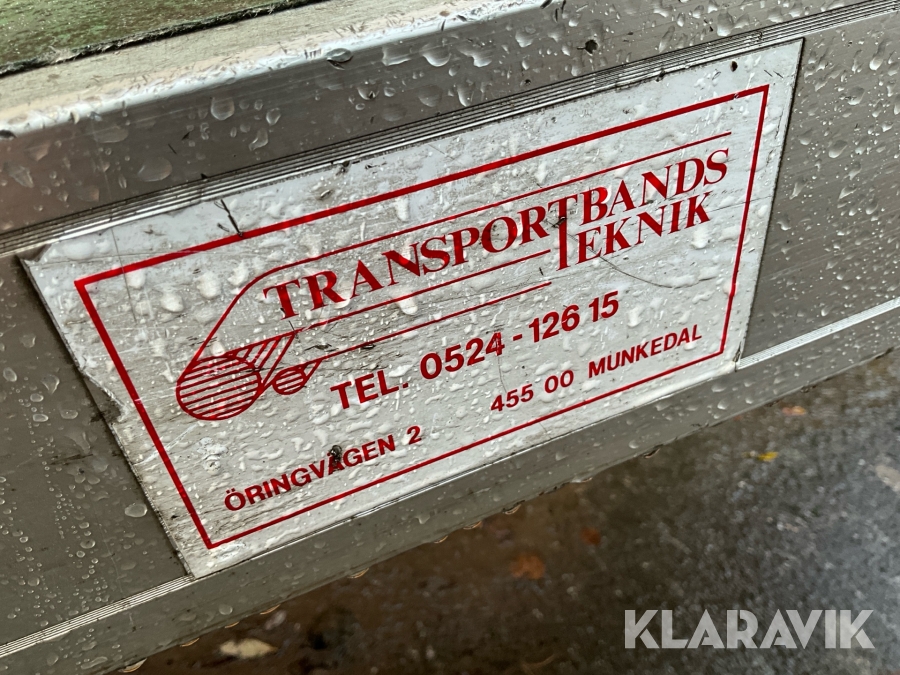 TRANSPORTBANDS
TEKNIK
TEL. 0524-126 15
ÖRINGVÄGEN 2 455 00 MUNKEDAL
KLARAVIK